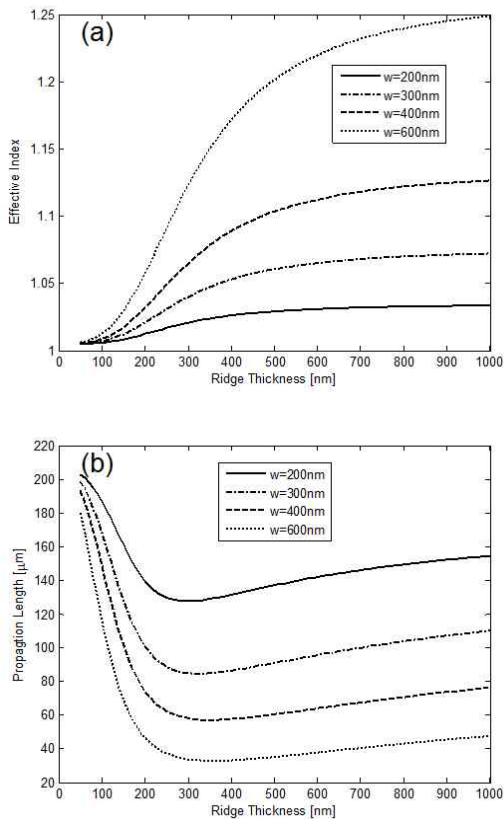 (a)
1.25
1.2
1.15
1.1
1.05
1
Effective Index
w=200nm
w=300nm
w=400nm
w=600nm
0 100 200 300 400 500 600 700 800 900 1000
Ridge Thickness [nm]
(b)
220
200
180
160
140
120
100
80
60
40
20
Propagtion Length [μm]
w=200nm
w=300nm
w=400nm
w=600nm
0 100 200 300 400 500 600 700 800 900 1000
Ridge Thickness [nm]